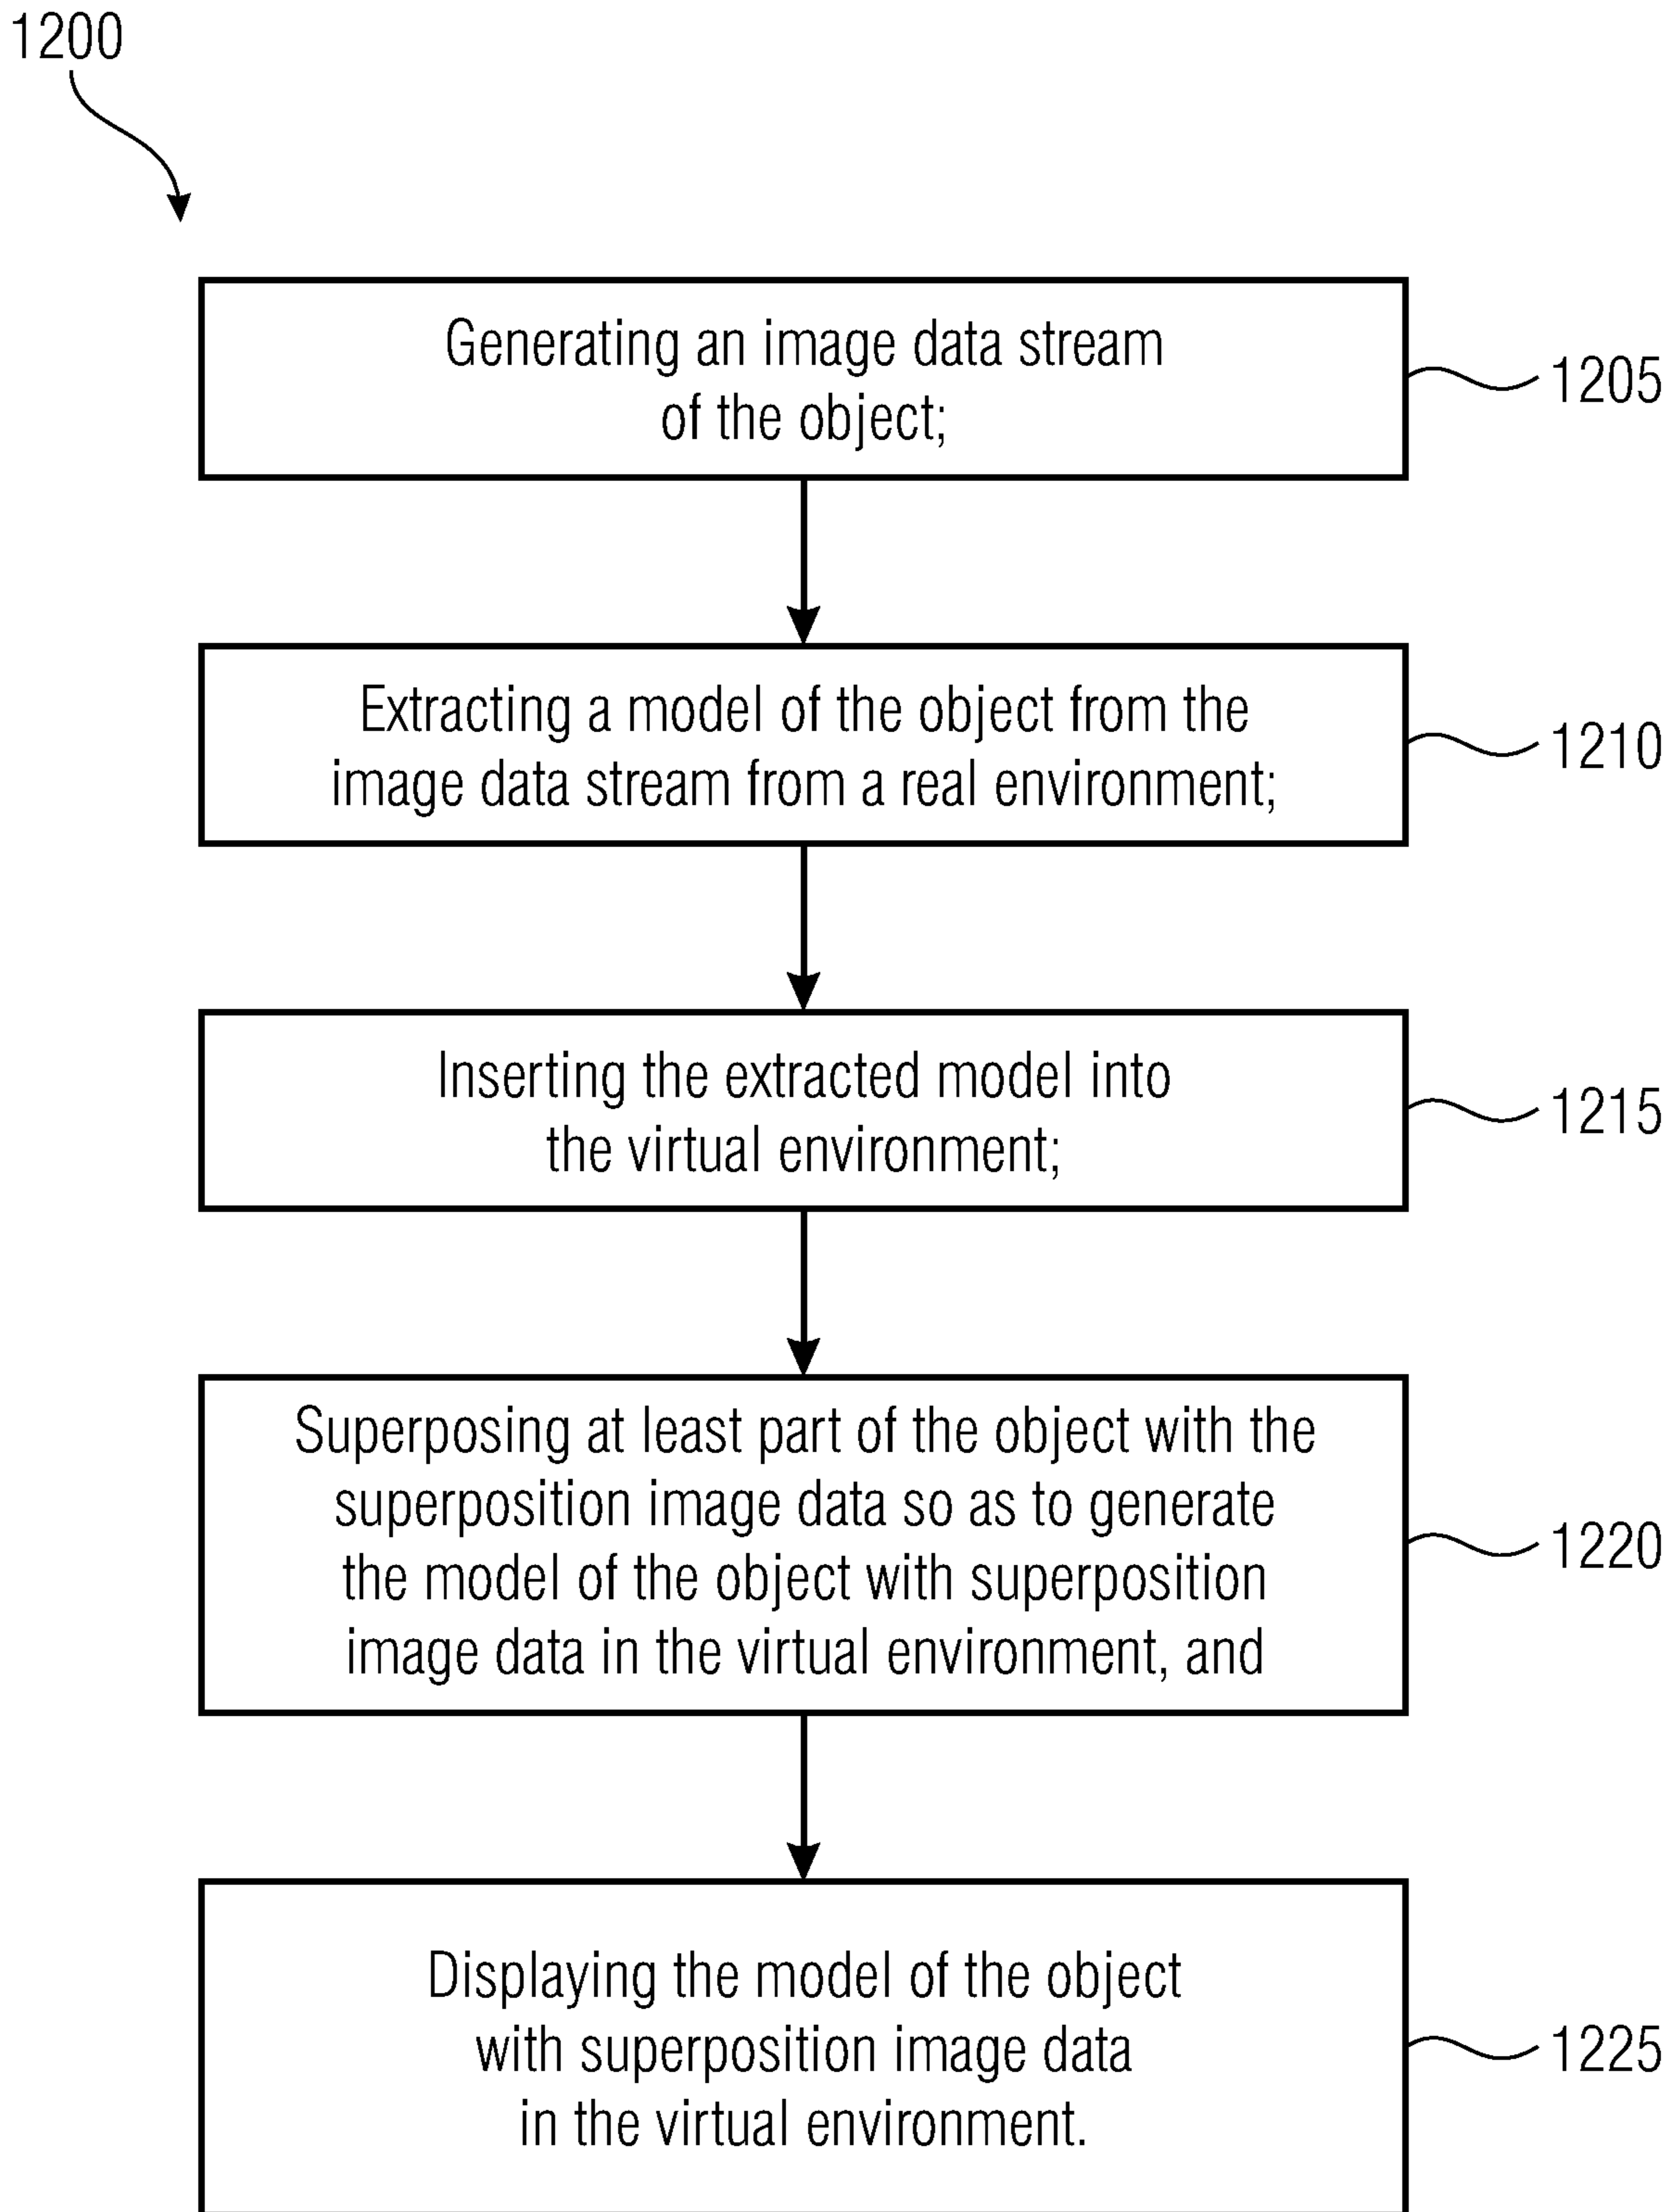 1200
Generating an image data stream
of the object;
1205
Extracting a model of the object from the
image data stream from a real environment;
1210
Inserting the extracted model into
the virtual environment;
1215
Superposing at least part of the object with the
superposition image data so as to generate
the model of the object with superposition
image data in the virtual environment, and
1220
Displaying the model of the object
with superposition image data
in the virtual environment.
1225